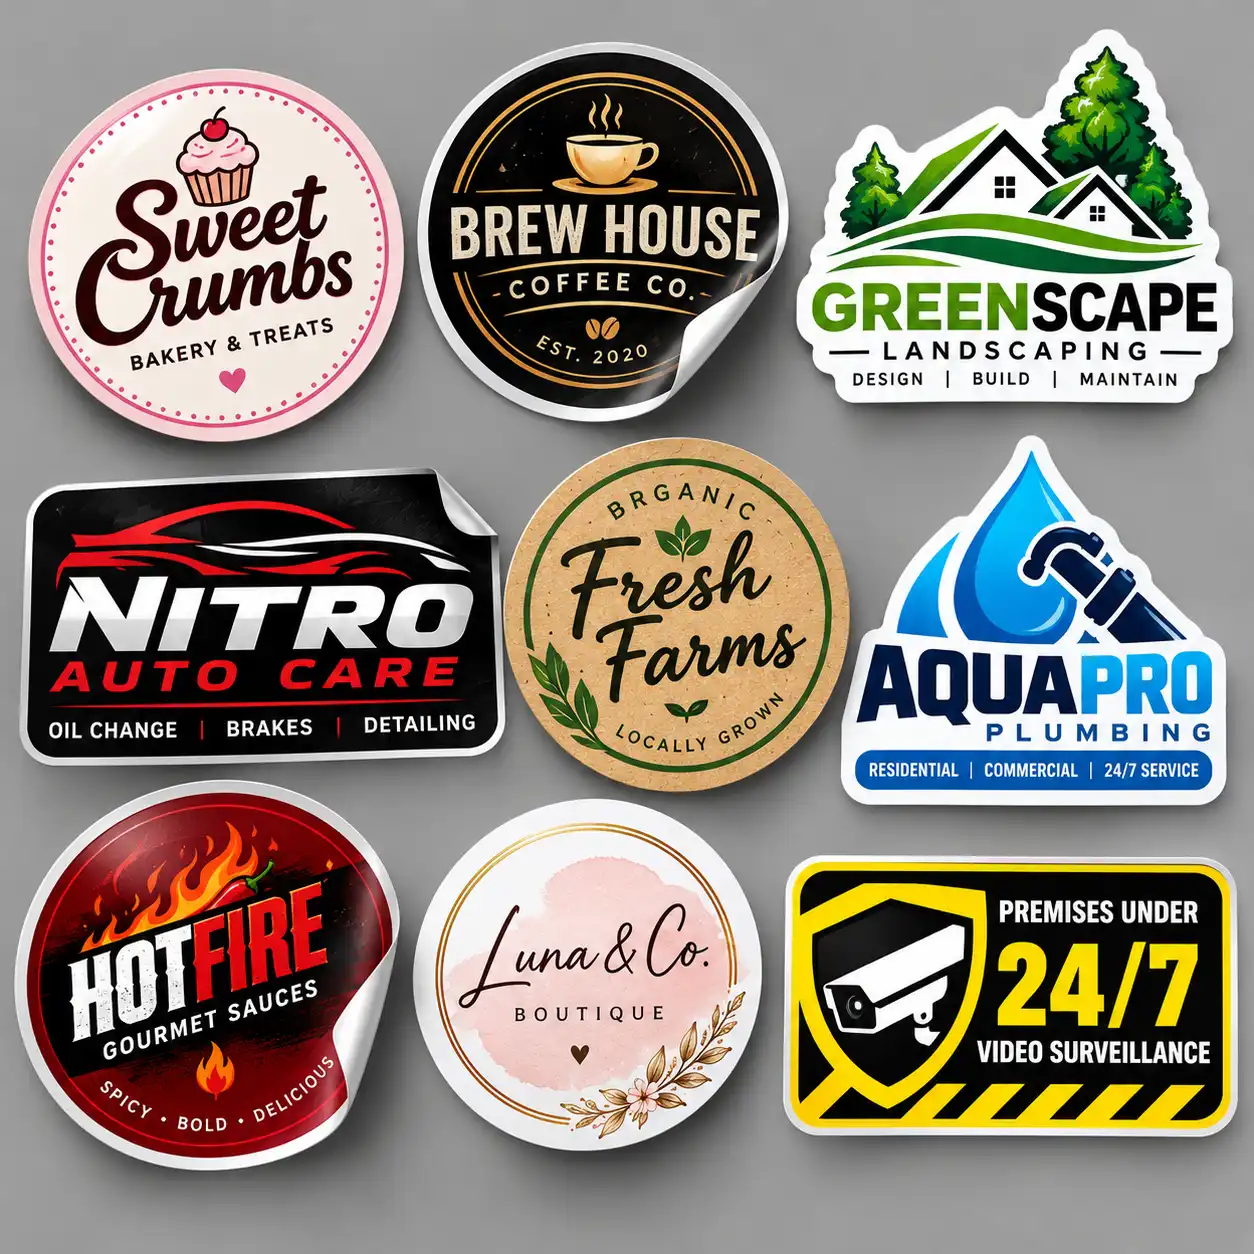 Sweet
Crumbs
BAKERY & TREATS
BREW HOUSE
COFFEE CO.
EST. 2020
GREENSCAPE
LANDSCAPING
DESIGN | BUILD | MAINTAIN
NITRO
AUTO CARE
OIL CHANGE | BRAKES | DETAILING
BRGANIC
Fresh
Farms
LOCALLY GROWN
AQUAPRO
PLUMBING
RESIDENTIAL | COMMERCIAL | 24/7 SERVICE
HOTFIRE
GOURMET SAUCES
SPICY • BOLD • DELICIOUS
Luna & Co.
BOUTIQUE
PREMISES UNDER
24/7
VIDEO SURVEILLANCE